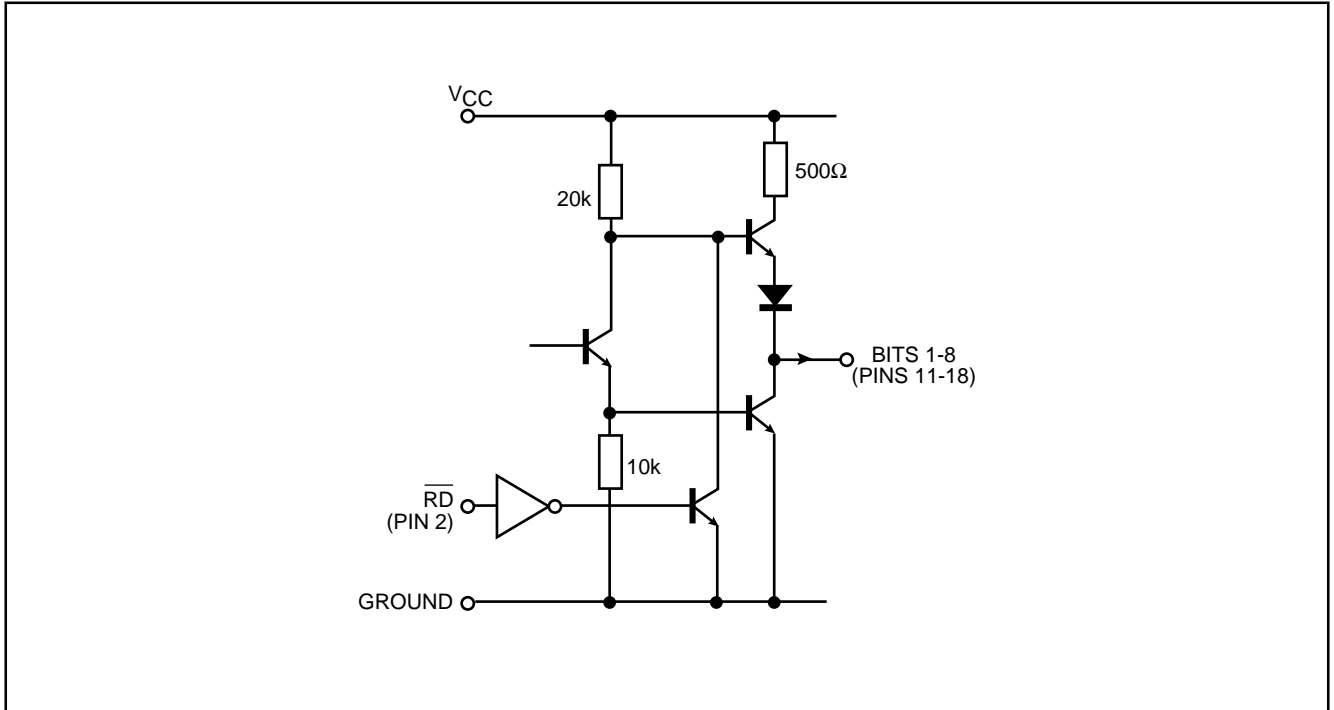 VCC
500Ω
20k
BITS 1-8
(PINS 11-18)
10k
RD
(PIN 2)
GROUND